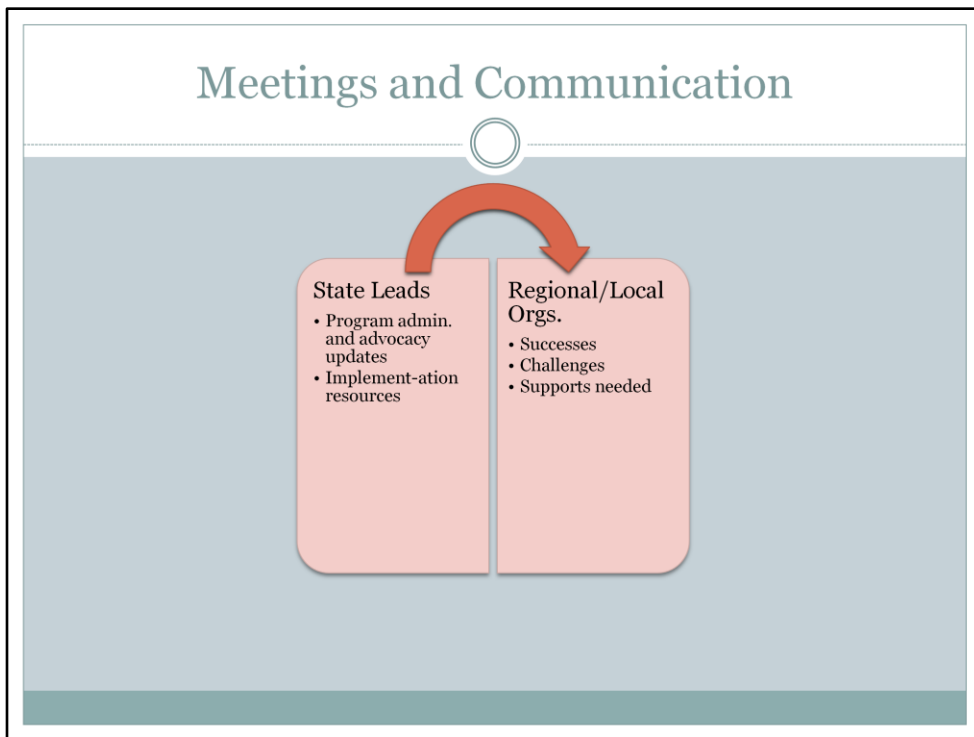 Meetings and Communication
State Leads
• Program admin.
and advocacy
updates
• Implement-ation
resources
Regional/Local
Orgs.
• Successes
• Challenges
• Supports needed